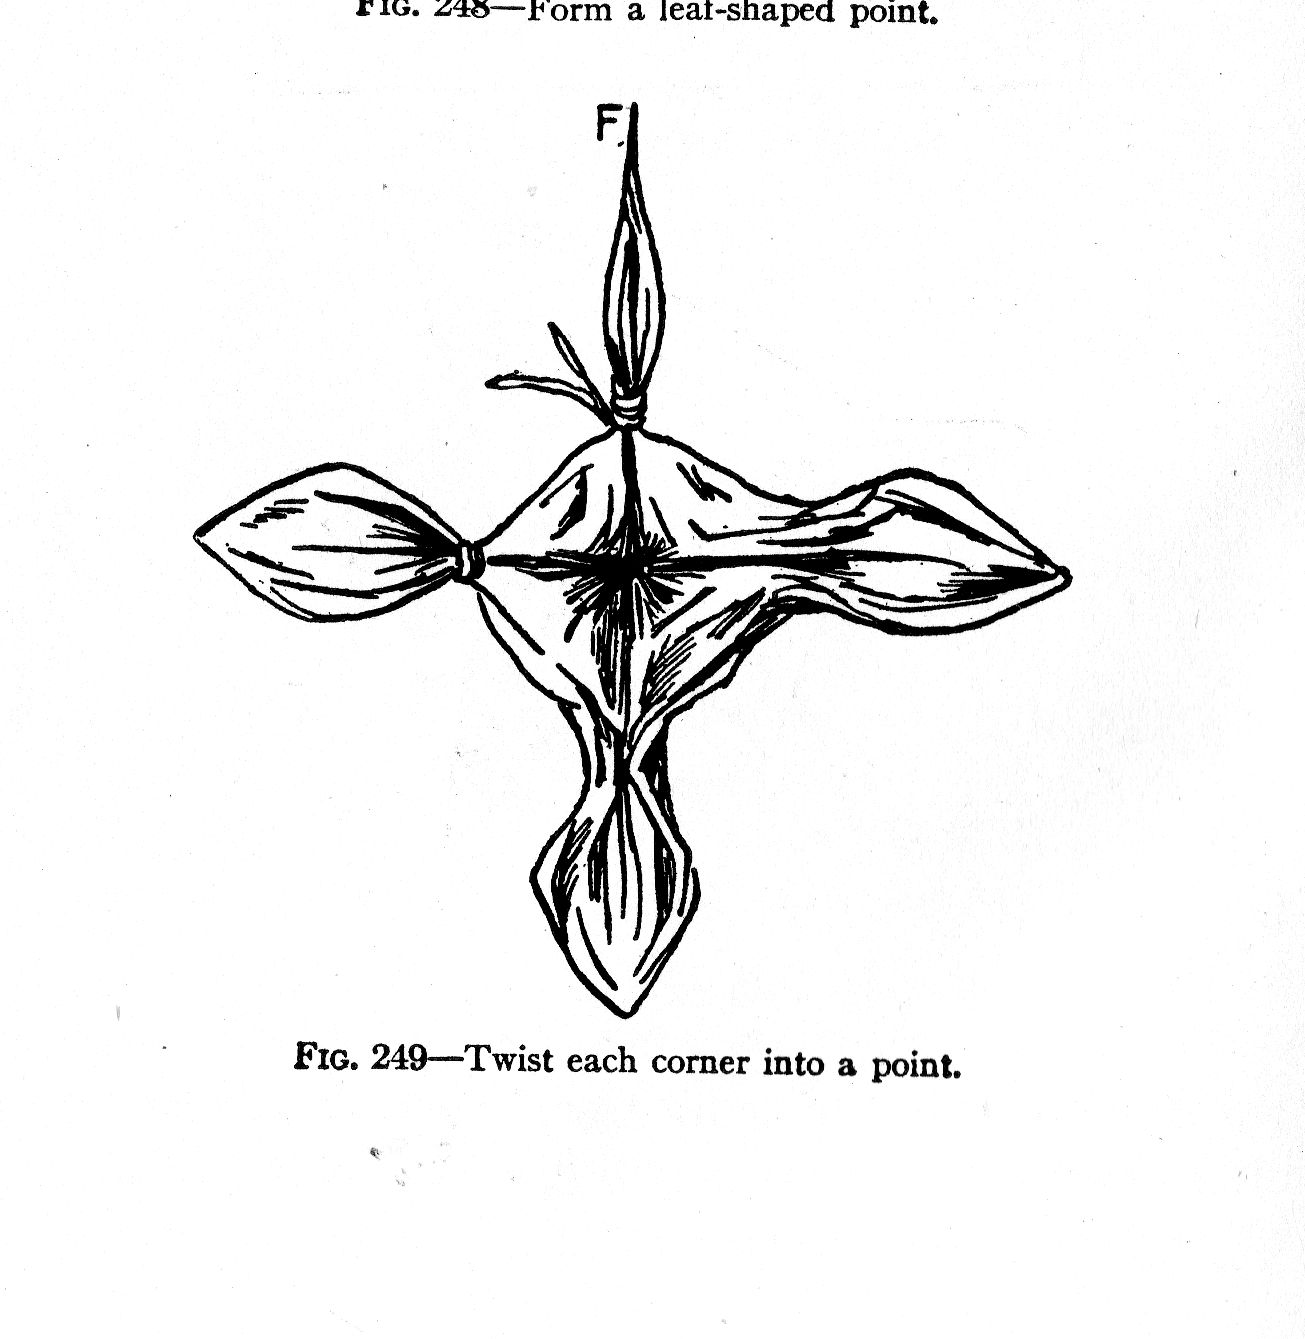 FIG. 248—Form a leaf-shaped point.
F
FIG. 249—Twist each corner into a point.